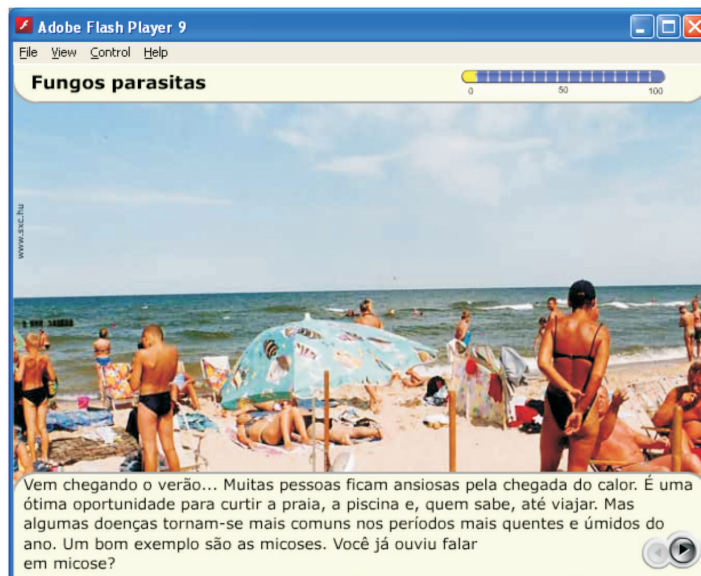 Adobe Flash Player 9
File View Control Help
Fungos parasitas
0 50 100
www.sxc.hu
Vem chegando o verão... Muitas pessoas ficam ansiosas pela chegada do calor. É uma
ótima oportunidade para curtir a praia, a piscina e, quem sabe, até viajar. Mas
algumas doenças tornam-se mais comuns nos períodos mais quentes e úmidos do
ano. Um bom exemplo são as micoses. Você já ouviu falar
em micose?